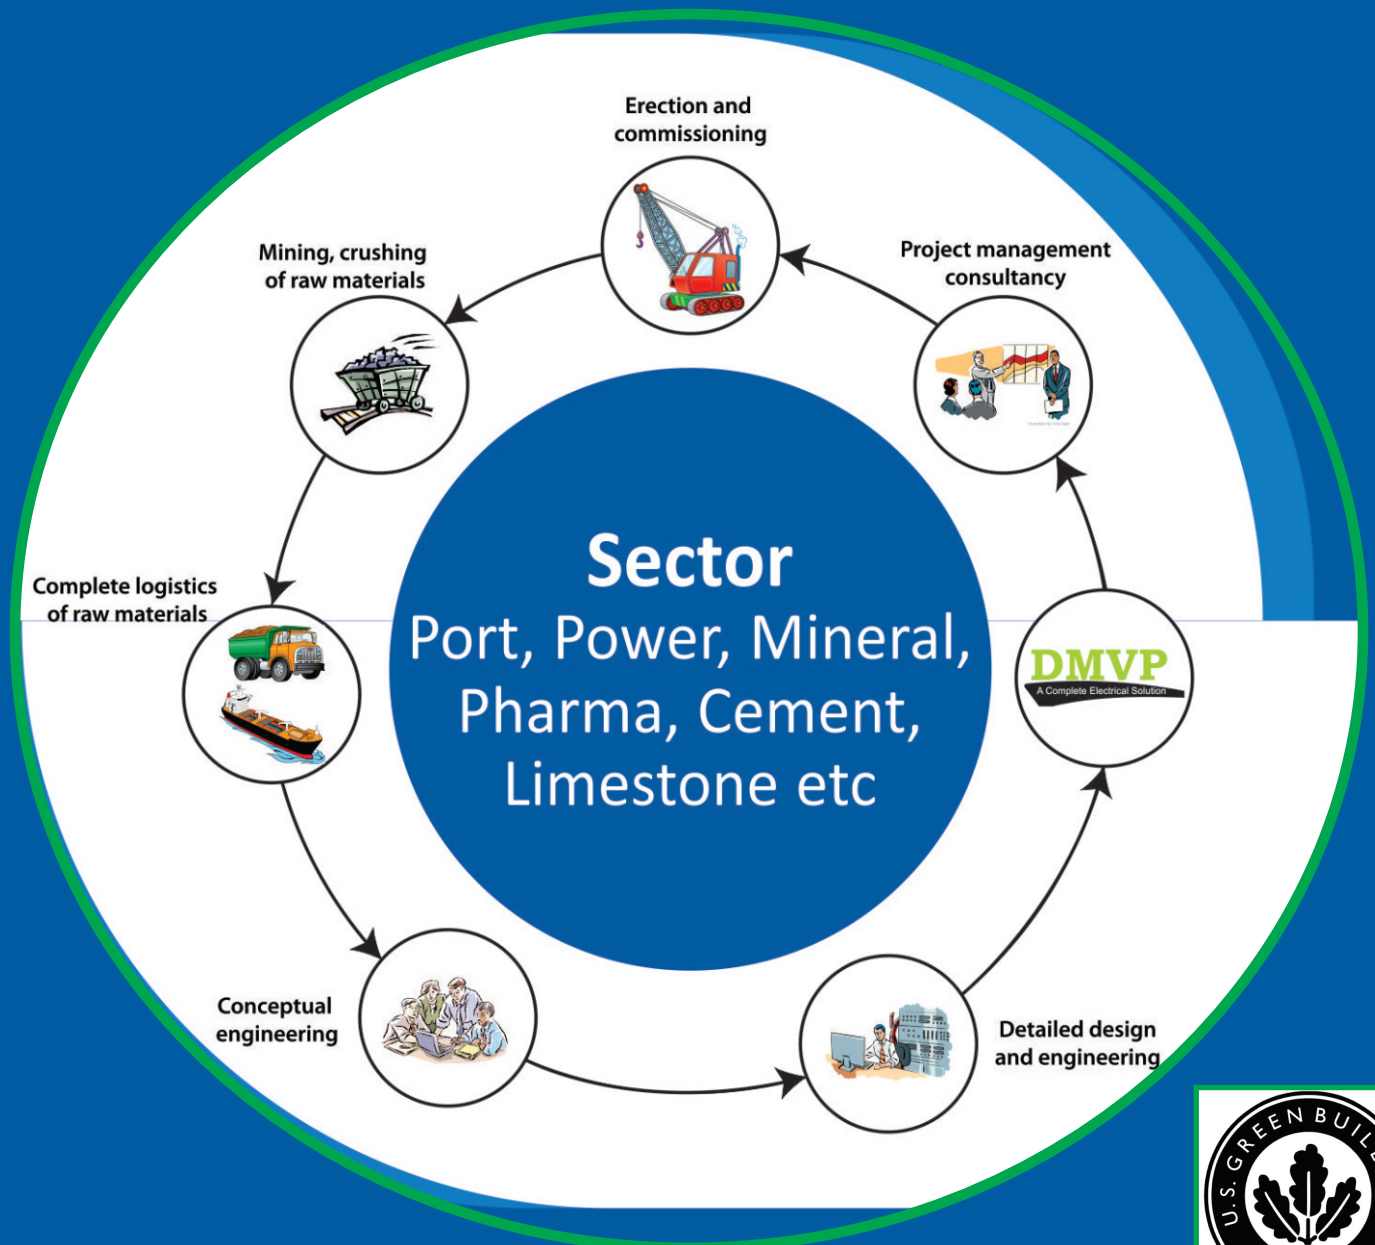 Erection and
commissioning
Mining, crushing
of raw materials
Project management
consultancy
Complete logistics
of raw materials
Sector
Port, Power, Mineral,
Pharma, Cement,
Limestone etc
DMVP
A Complete Electrical Solution
Conceptual
engineering
Detailed design
and engineering
U.S. GREEN BUILD